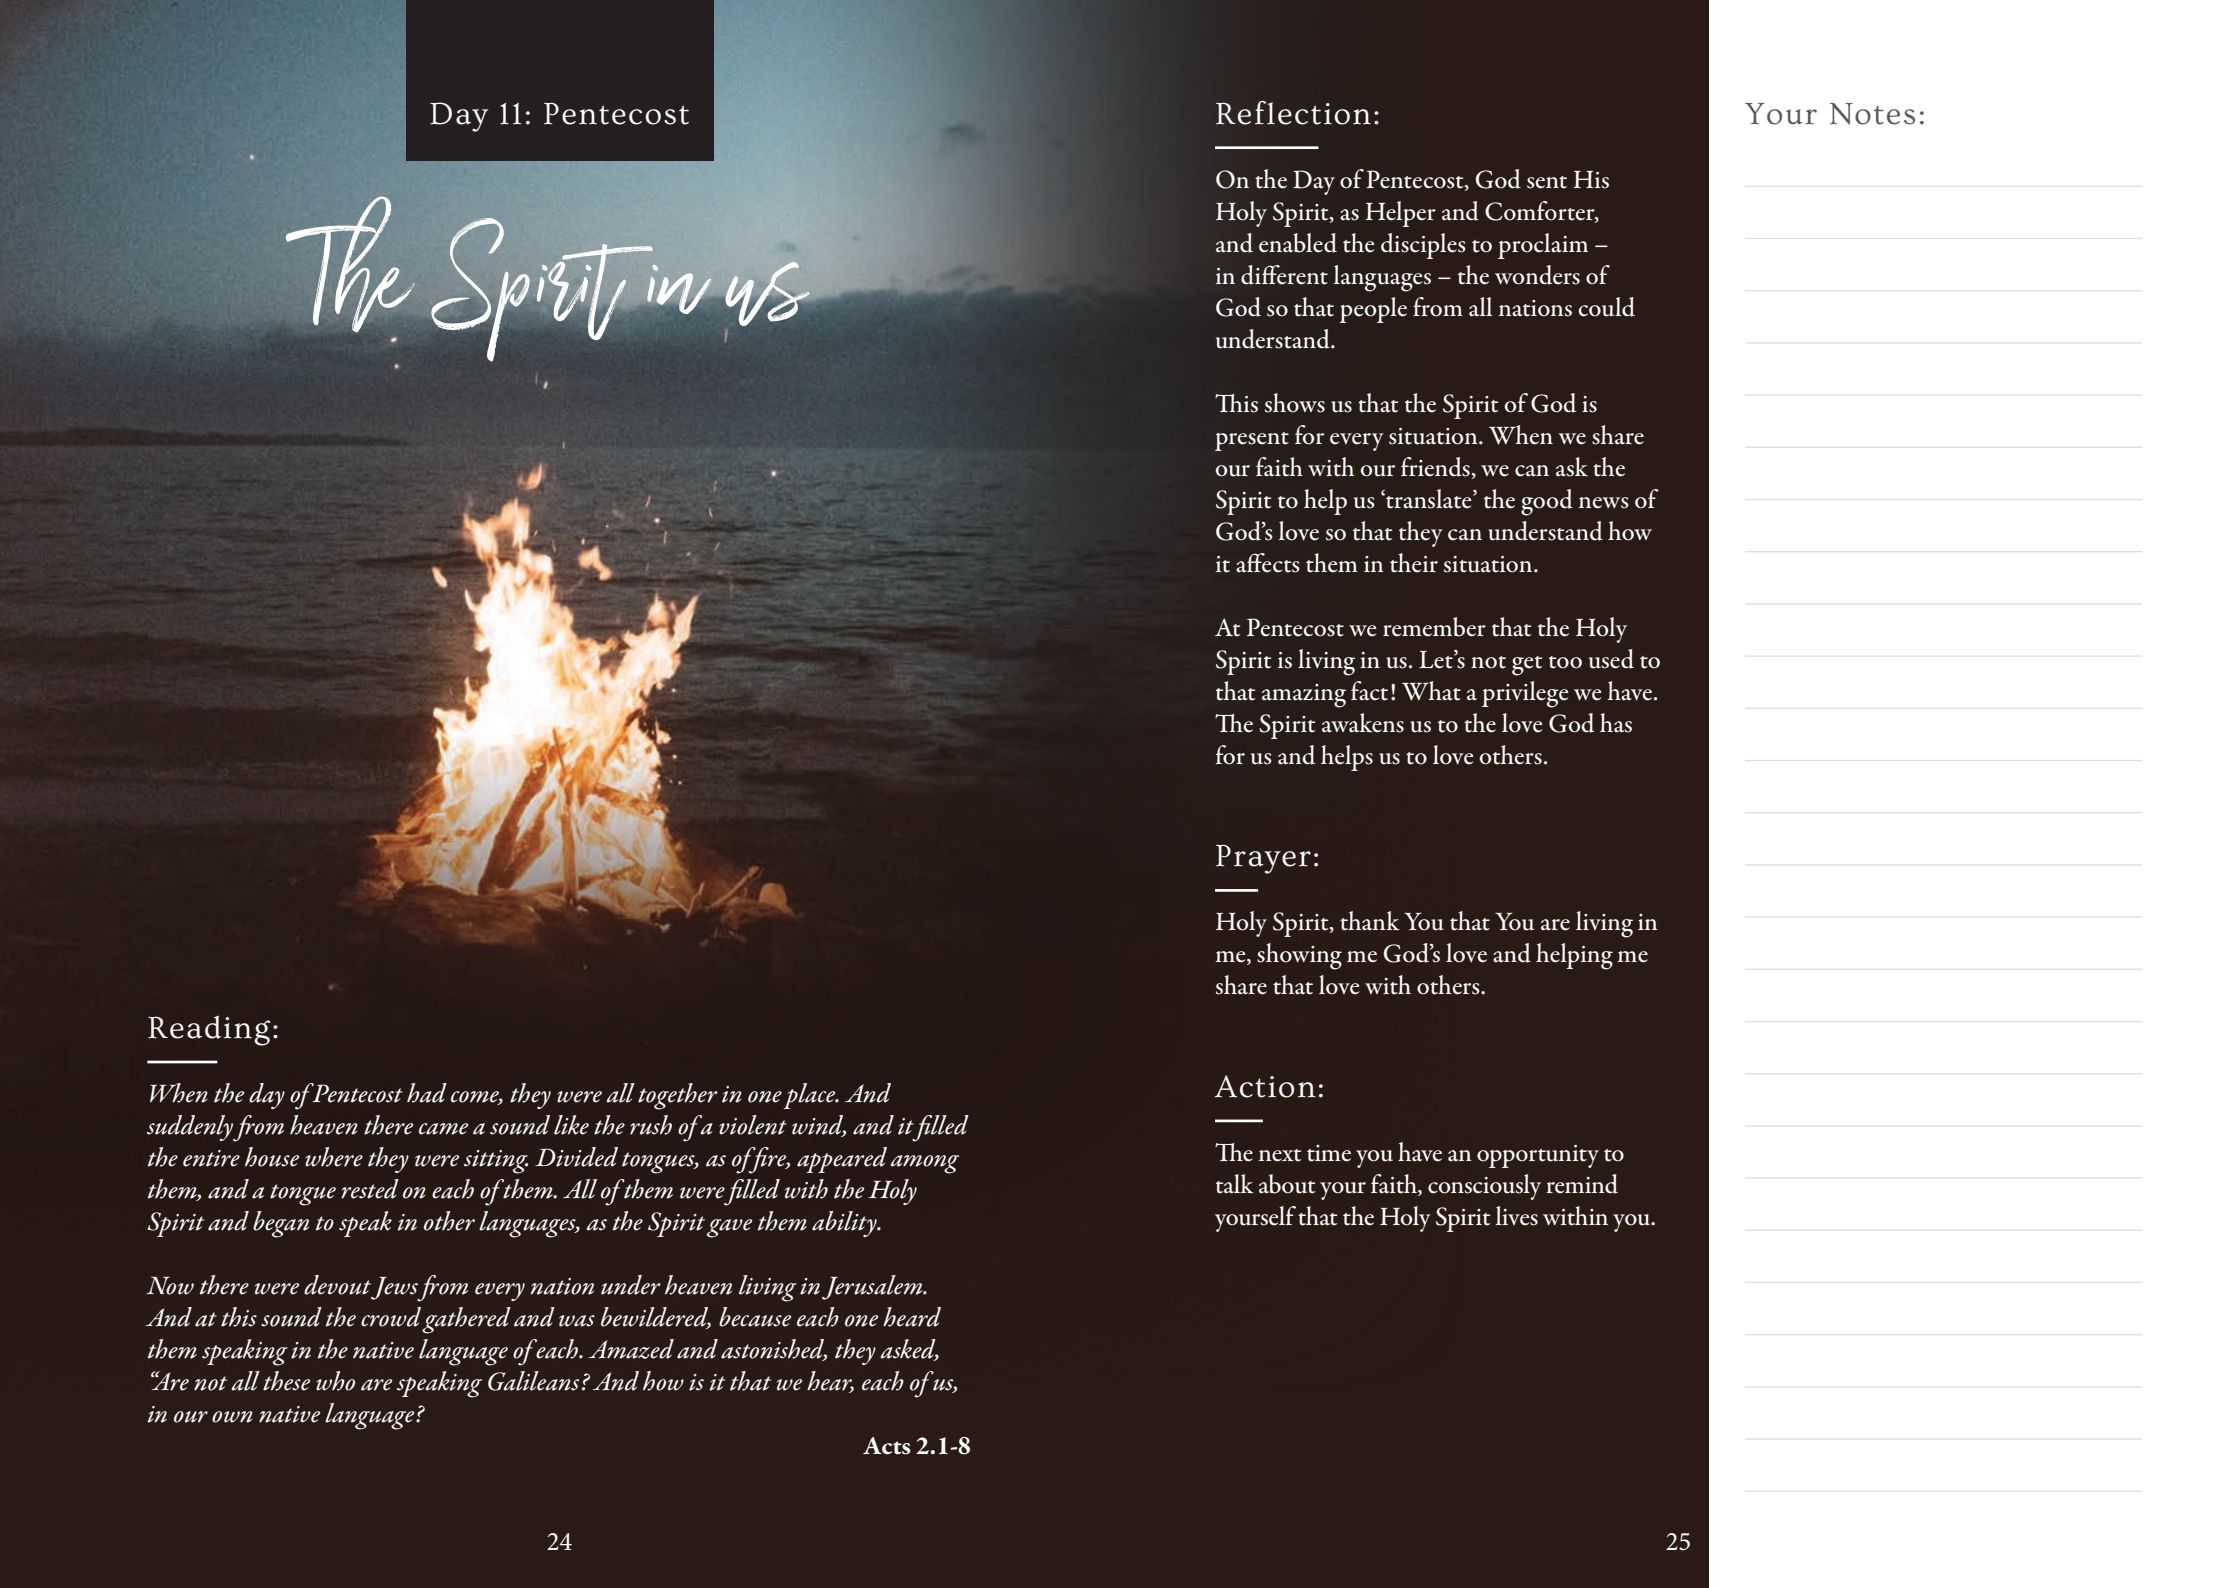 Day 11: Pentecost
The Spirit in us
Reading:
When the day of Pentecost had come, they were all together in one place. And
suddenly from heaven there came a sound like the rush of a violent wind, and it filled
the entire house where they were sitting. Divided tongues, as of fire, appeared among
them, and a tongue rested on each of them. All of them were filled with the Holy
Spirit and began to speak in other languages, as the Spirit gave them ability.
Now there were devout Jews from every nation under heaven living in Jerusalem.
And at this sound the crowd gathered and was bewildered, because each one heard
them speaking in the native language of each. Amazed and astonished, they asked,
“Are not all these who are speaking Galileans? And how is it that we hear, each of us,
in our own native language?
Acts 2.1-8
24
Reflection:
On the Day of Pentecost, God sent His
Holy Spirit, as Helper and Comforter,
and enabled the disciples to proclaim –
in different languages – the wonders of
God so that people from all nations could
understand.
This shows us that the Spirit of God is
present for every situation. When we share
our faith with our friends, we can ask the
Spirit to help us ‘translate’ the good news of
God’s love so that they can understand how
it affects them in their situation.
At Pentecost we remember that the Holy
Spirit is living in us. Let’s not get too used to
that amazing fact! What a privilege we have.
The Spirit awakens us to the love God has
for us and helps us to love others.
Prayer:
Holy Spirit, thank You that You are living in
me, showing me God’s love and helping me
share that love with others.
Action:
The next time you have an opportunity to
talk about your faith, consciously remind
yourself that the Holy Spirit lives within you.
25
Your Notes: